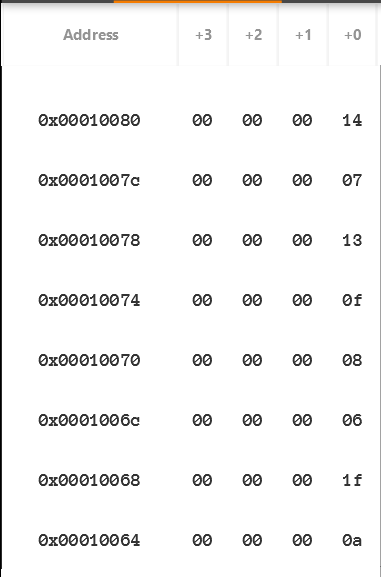 Address +3 +2 +1 +0
0x00010080 00 00 00 14
0x0001007c 00 00 00 07
0x00010078 00 00 00 13
0x00010074 00 00 00 0f
0x00010070 00 00 00 08
0x0001006c 00 00 00 06
0x00010068 00 00 00 1f
0x00010064 00 00 00 0a